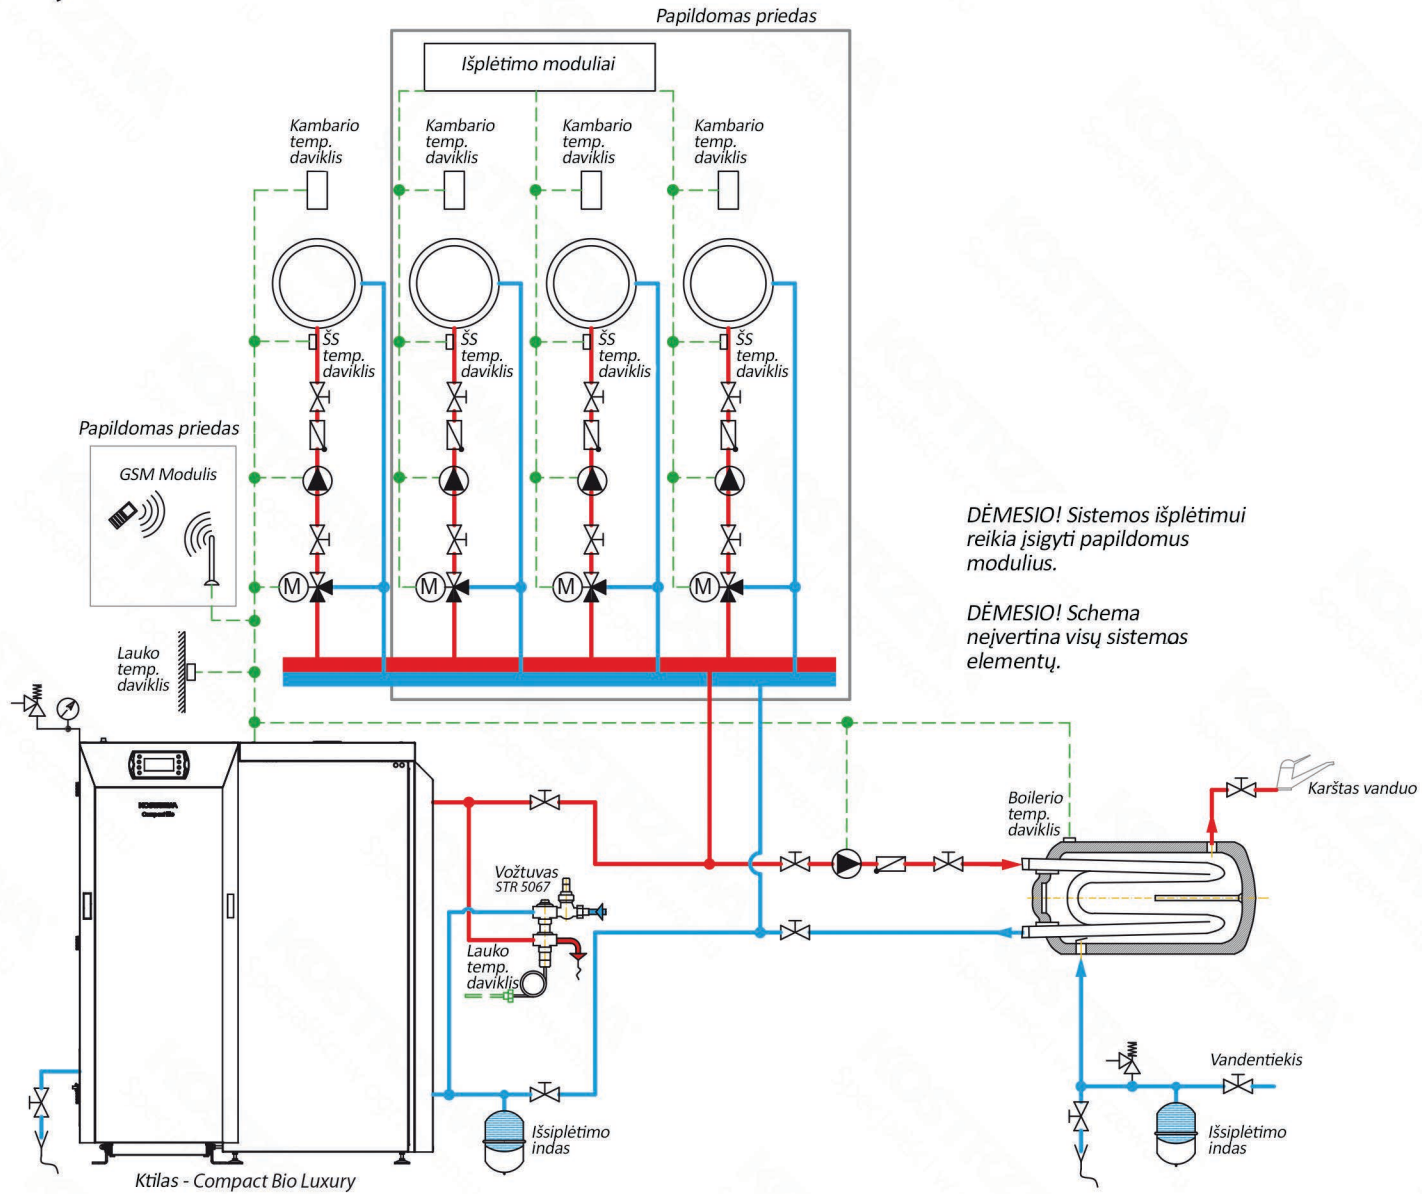 Papildomas priedas
Išplėtimo moduliai
Kambario
temp.
daviklis
Kambario
temp.
daviklis
Kambario
temp.
daviklis
Kambario
temp.
daviklis
ŠS
temp.
daviklis
ŠS
temp.
daviklis
ŠS
temp.
daviklis
ŠS
temp.
daviklis
Papildomas priedas
GSM Modulis
M
M
M
M
DĖMESIO! Sistemos išplėtimui
reikia įsigyti papildomus
modulius.
DĖMESIO! Schema
neįvertina visų sistemos
elementų.
Lauko
temp.
daviklis
KOSTRZEWA
Compact Bio
Boilerio
temp.
daviklis
Karštas vanduo
Vožtuvas
STR 5067
Lauko
temp.
daviklis
Vandentiekis
Išsiplėtimo
indas
Išsiplėtimo
indas
Ktilas - Compact Bio Luxury